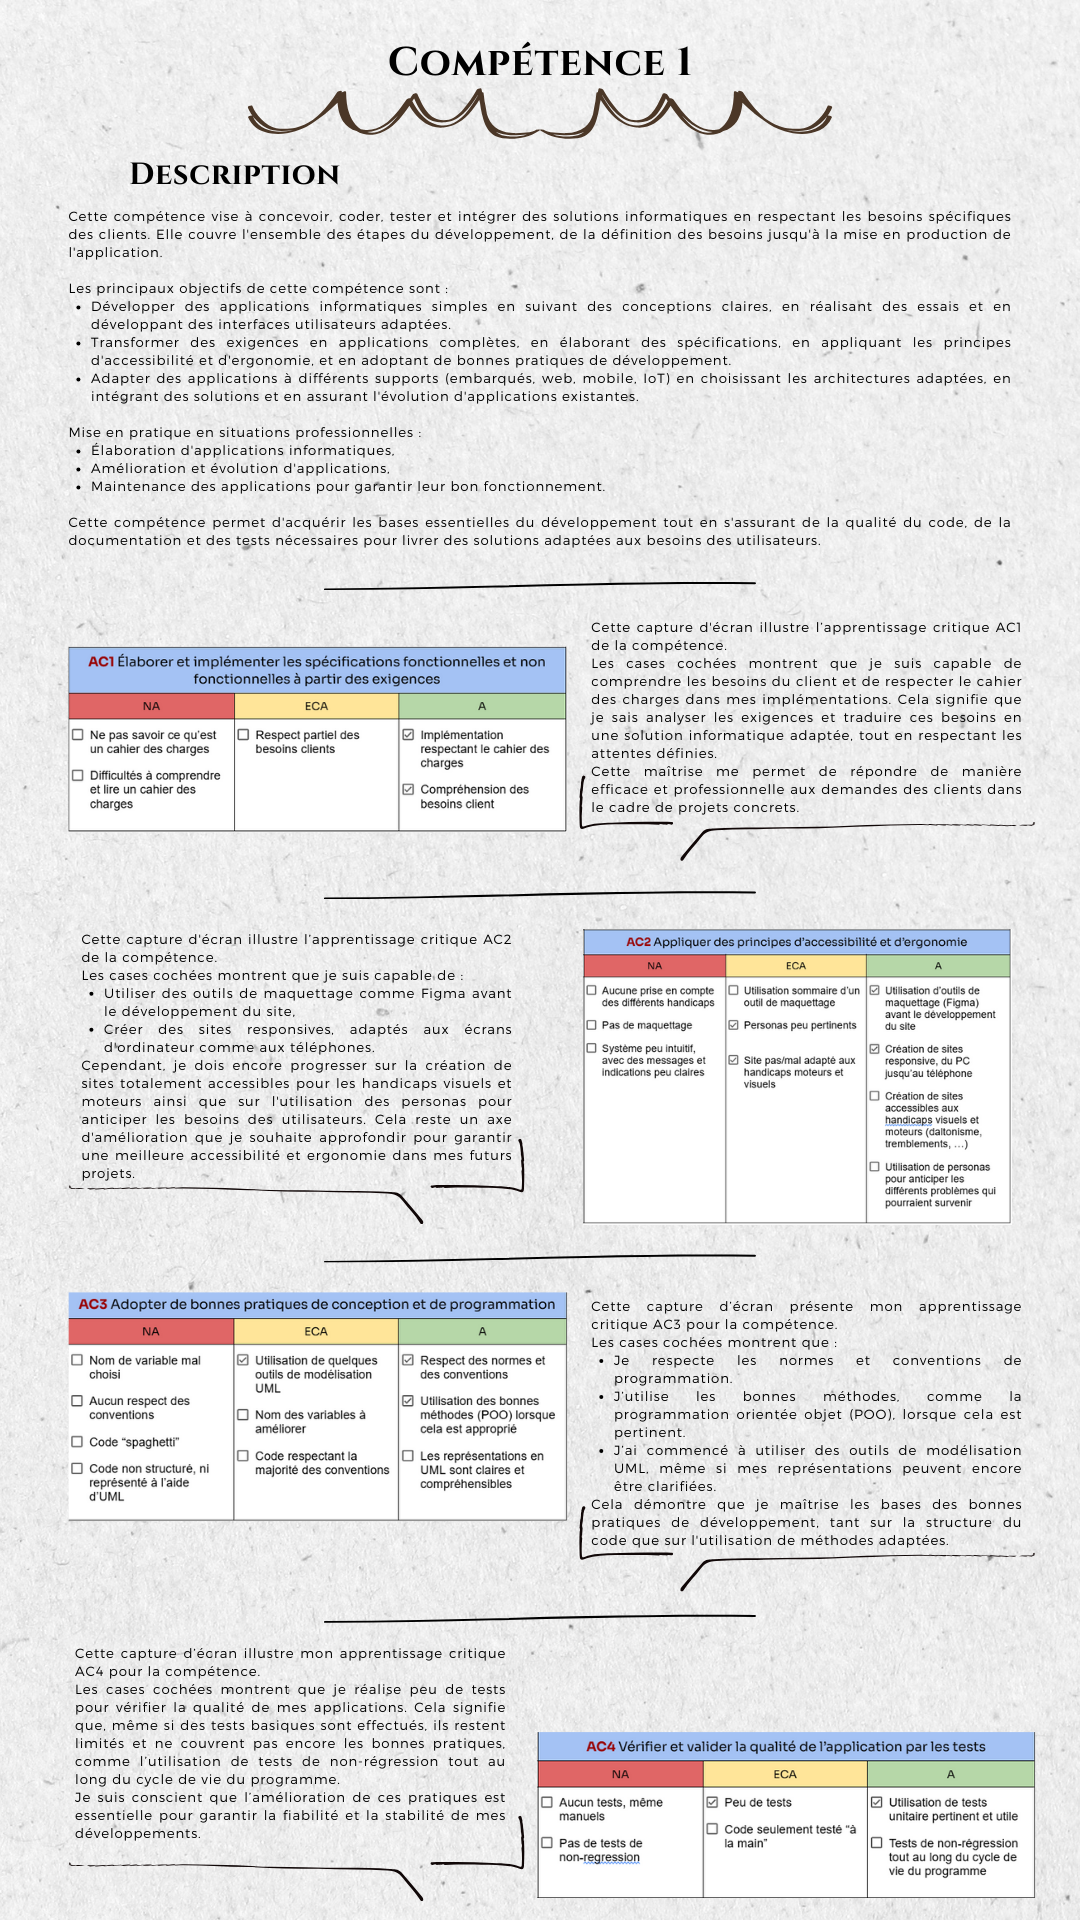 Compétence 1
Description
Cette compétence vise à concevoir, coder, tester et intégrer des solutions informatiques en respectant les besoins spécifiques
des clients. Elle couvre l'ensemble des étapes du développement, de la définition des besoins jusqu'à la mise en production de
l'application.
Les principaux objectifs de cette compétence sont :
• Développer des applications informatiques simples en suivant des conceptions claires, en réalisant des essais et en
développant des interfaces utilisateurs adaptées.
• Transformer des exigences en applications complètes, en élaborant des spécifications, en appliquant les principes
d'accessibilité et d'ergonomie, et en adoptant de bonnes pratiques de développement.
• Adapter des applications à différents supports (embarqués, web, mobile, IoT) en choisissant les architectures adaptées, en
intégrant des solutions et en assurant l'évolution d'applications existantes.
Mise en pratique en situations professionnelles :
• Élaboration d'applications informatiques,
• Amélioration et évolution d'applications,
• Maintenance des applications pour garantir leur bon fonctionnement.
Cette compétence permet d'acquérir les bases essentielles du développement tout en s'assurant de la qualité du code, de la
documentation et des tests nécessaires pour livrer des solutions adaptées aux besoins des utilisateurs.
AC1 Élaborer et implémenter les spécifications fonctionnelles et non
fonctionnelles à partir des exigences
NA
ECA
A
☐ Ne pas savoir ce qu'est
un cahier des charges
☐ Difficultés à comprendre
et lire un cahier des
charges
☐ Respect partiel des
besoins clients
☑ Implémentation
respectant le cahier des
charges
☑ Compréhension des
besoins client
Cette capture d'écran illustre l'apprentissage critique AC1
de la compétence.
Les cases cochées montrent que je suis capable de
comprendre les besoins du client et de respecter le cahier
des charges dans mes implémentations. Cela signifie que
je sais analyser les exigences et traduire ces besoins en
une solution informatique adaptée, tout en respectant les
attentes définies.
Cette maîtrise me permet de répondre de manière
efficace et professionnelle aux demandes des clients dans
le cadre de projets concrets.
Cette capture d'écran illustre l'apprentissage critique AC2
de la compétence.
Les cases cochées montrent que je suis capable de :
• Utiliser des outils de maquettage comme Figma avant
le développement du site,
• Créer des sites responsives, adaptés aux écrans
d'ordinateur comme aux téléphones.
Cependant, je dois encore progresser sur la création de
sites totalement accessibles pour les handicaps visuels et
moteurs ainsi que sur l'utilisation des personas pour
anticiper les besoins des utilisateurs. Cela reste un axe
d'amélioration que je souhaite approfondir pour garantir
une meilleure accessibilité et ergonomie dans mes futurs
projets.
AC2 Appliquer des principes d'accessibilité et d'ergonomie
NA
ECA
A
☐ Aucune prise en compte
des différents handicaps
☐ Pas de maquettage
☐ Système peu intuitif,
avec des messages et
indications peu claires
☐ Utilisation sommaire d'un
outil de maquettage
☑ Personas peu pertinents
☑ Site pas/mal adapté aux
handicaps moteurs et
visuels
☑ Utilisation d'outils de
maquettage (Figma)
avant le développement
du site
☑ Création de sites
responsive, du PC
jusqu'au téléphone
☐ Création de sites
accessibles aux
handicaps visuels et
moteurs (daltonisme,
tremblements, …)
☐ Utilisation de personas
pour anticiper les
différents problèmes qui
pourraient survenir
AC3 Adopter de bonnes pratiques de conception et de programmation
NA
ECA
A
☐ Nom de variable mal
choisi
☐ Aucun respect des
conventions
☐ Code “spaghetti”
☐ Code non structuré, ni
représenté à l'aide
d'UML
☑ Utilisation de quelques
outils de modélisation
UML
☐ Nom des variables à
améliorer
☐ Code respectant la
majorité des conventions
☑ Respect des normes et
des conventions
☑ Utilisation des bonnes
méthodes (POO) lorsque
cela est approprié
☐ Les représentations en
UML sont claires et
compréhensibles
Cette capture d'écran présente mon apprentissage
critique AC3 pour la compétence.
Les cases cochées montrent que :
• Je respecte les normes et conventions de
programmation.
• J'utilise les bonnes méthodes, comme la
programmation orientée objet (POO), lorsque cela est
pertinent.
• J'ai commencé à utiliser des outils de modélisation
UML, même si mes représentations peuvent encore
être clarifiées.
Cela démontre que je maîtrise les bases des bonnes
pratiques de développement, tant sur la structure du
code que sur l'utilisation de méthodes adaptées.
Cette capture d'écran illustre mon apprentissage critique
AC4 pour la compétence.
Les cases cochées montrent que je réalise peu de tests
pour vérifier la qualité de mes applications. Cela signifie
que, même si des tests basiques sont effectués, ils restent
limités et ne couvrent pas encore les bonnes pratiques,
comme l'utilisation de tests de non-régression tout au
long du cycle de vie du programme.
Je suis conscient que l'amélioration de ces pratiques est
essentielle pour garantir la fiabilité et la stabilité de mes
développements.
AC4 Vérifier et valider la qualité de l'application par les tests
NA
ECA
A
☐ Aucun tests, même
manuels
☐ Pas de tests de
non-regression
☑ Peu de tests
☐ Code seulement testé “à
la main”
☑ Utilisation de tests
unitaire pertinent et utile
☐ Tests de non-régression
tout au long du cycle de
vie du programme